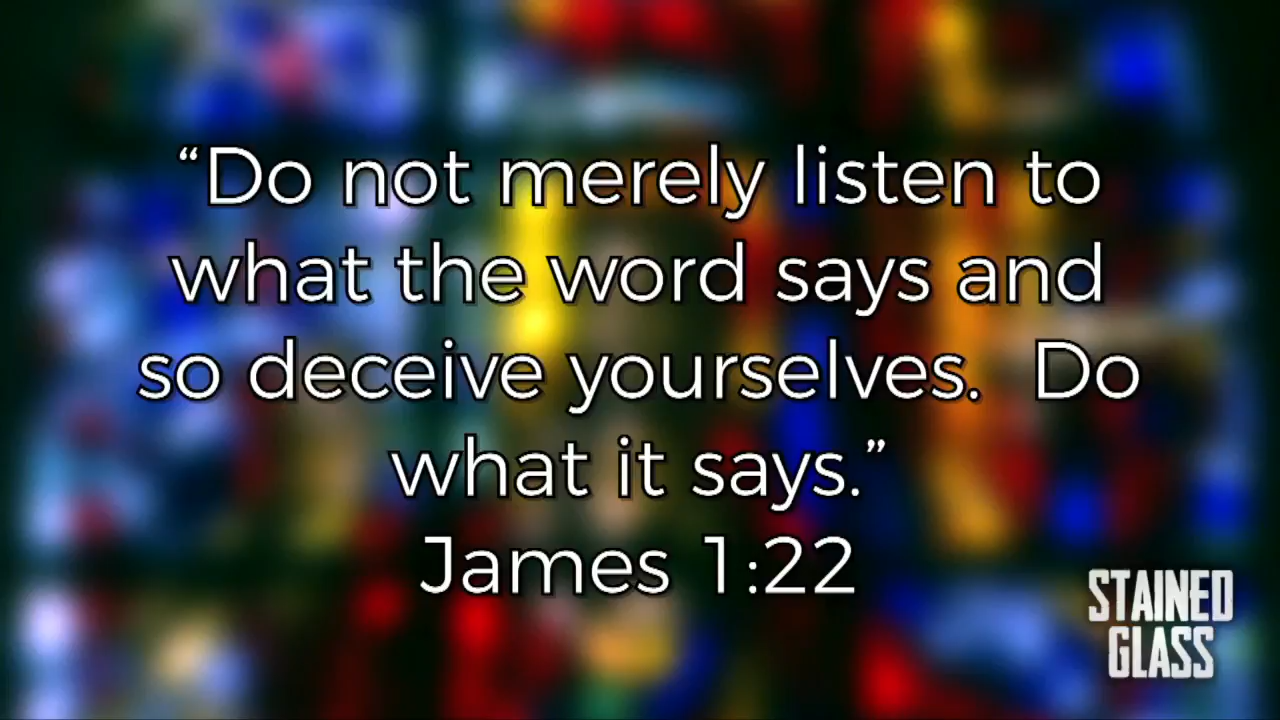 “Do not merely listen to
what the word says and
so deceive yourselves.  Do
what it says.”
James 1:22
STAINED
GLASS